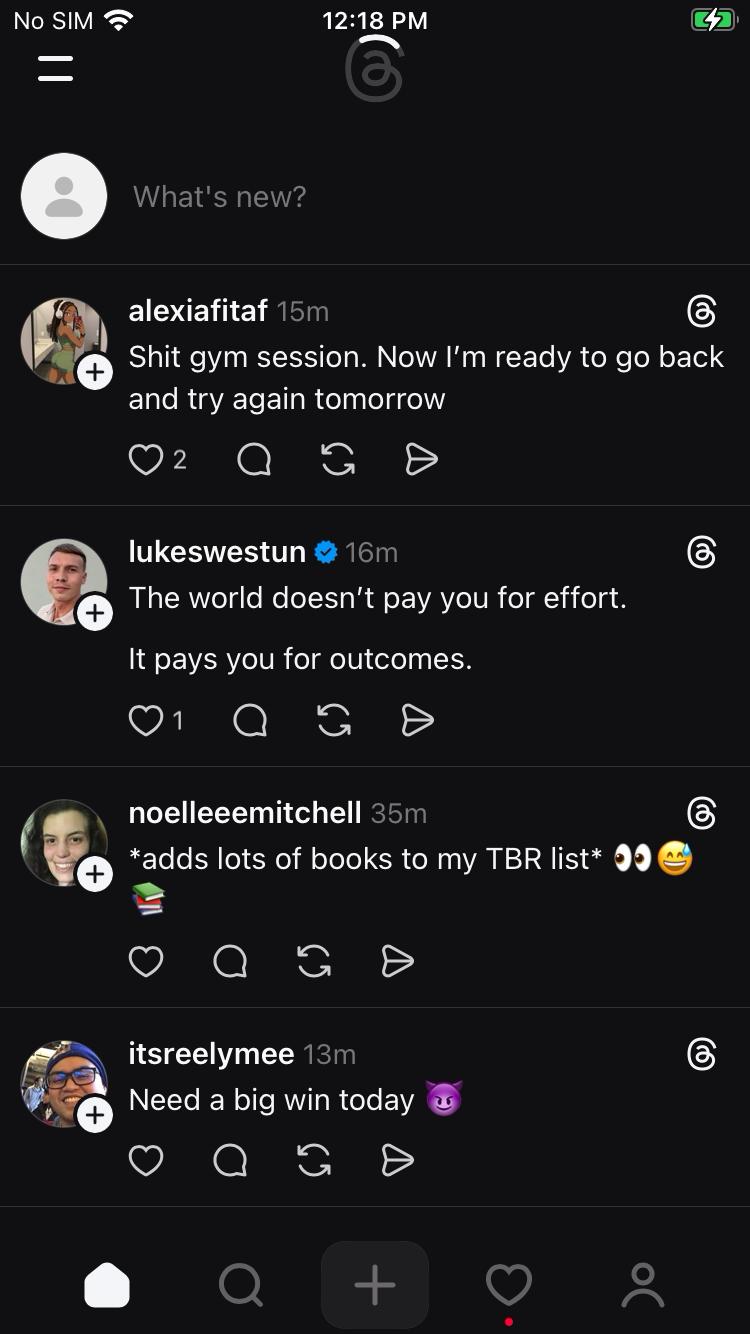 No SIM 12:18 PM
What's new?
alexiafitaf 15m
Shit gym session. Now I’m ready to go back
and try again tomorrow
2
lukeswestun 16m
The world doesn’t pay you for effort.
It pays you for outcomes.
1
noelleeemitchell 35m
*adds lots of books to my TBR list* 👀😅
📚
itsreelymee 13m
Need a big win today 😈